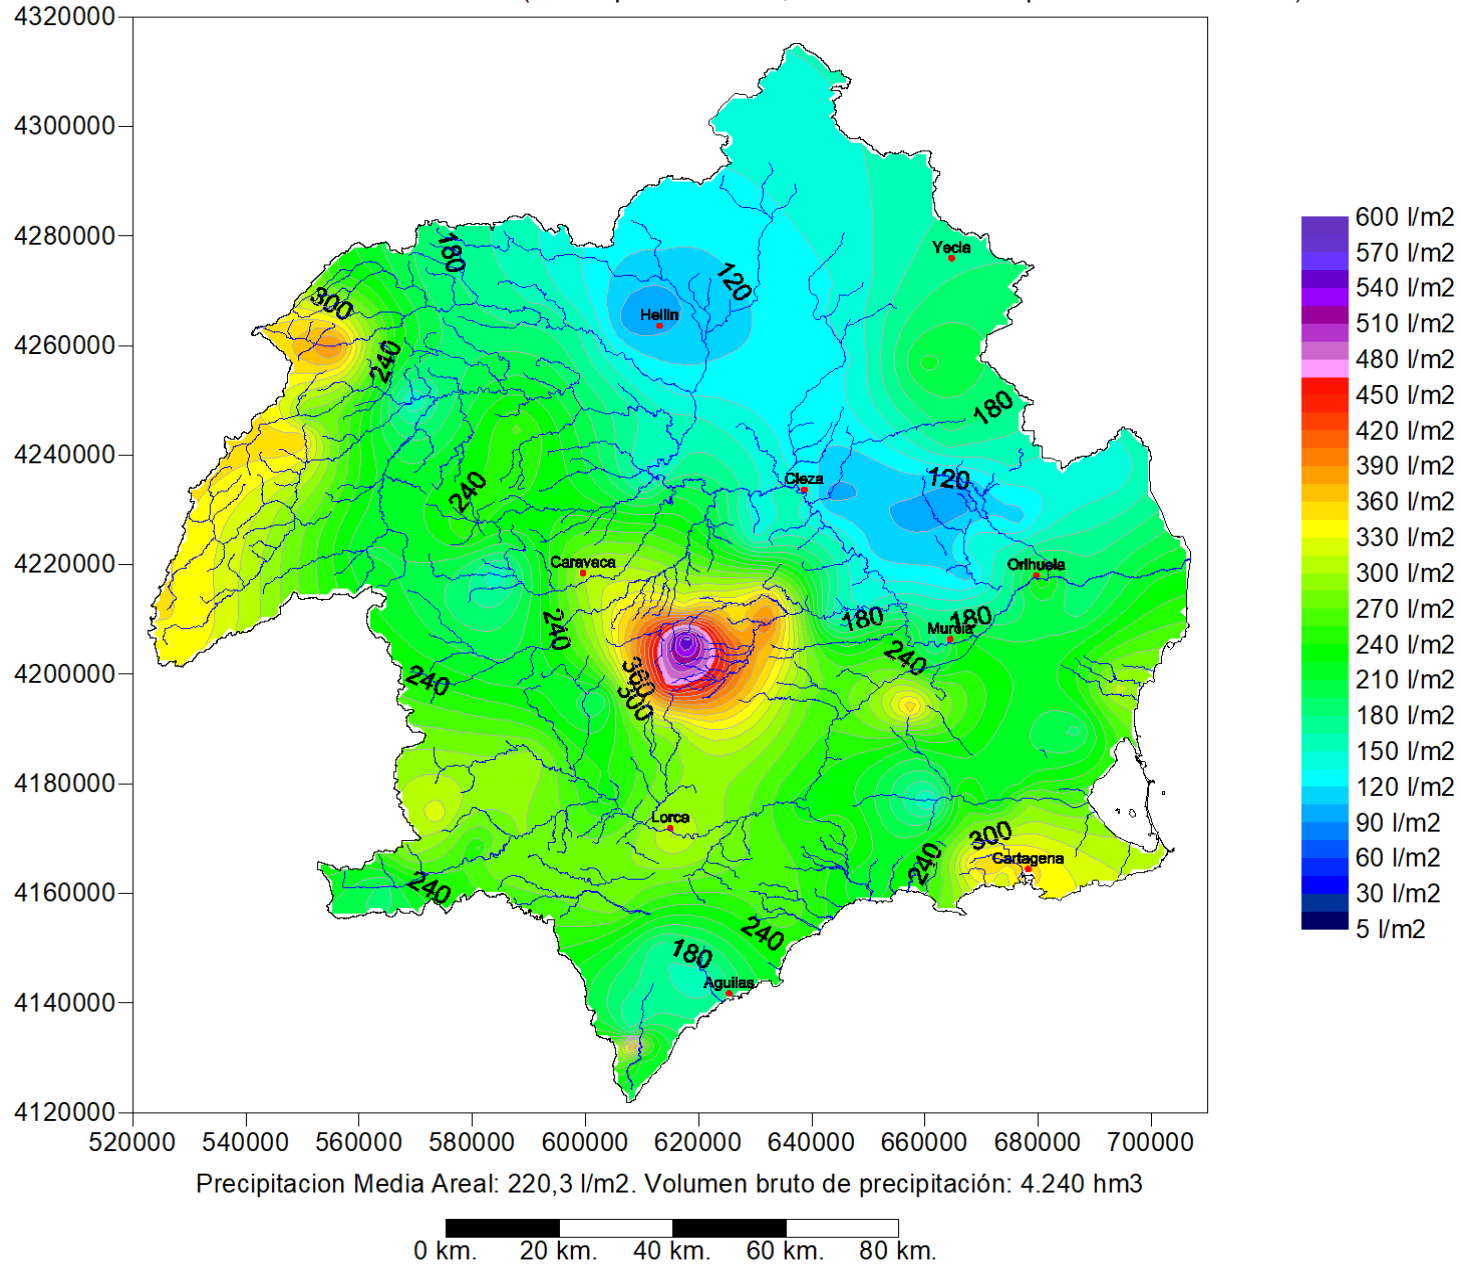 4320000
4300000
4280000
4260000
4240000
4220000
4200000
4180000
4160000
4140000
4120000
520000 540000 560000 580000 600000 620000 640000 660000 680000 700000
180
Yecla
300
120
Hellin
240
180
240
Cieza
120
Caravaca
Orihuela
240
180
180
Murcia
240
240
360
300
Lorca
300
Cartagena
240
240
240
180
Aguilas
600 l/m2
570 l/m2
540 l/m2
510 l/m2
480 l/m2
450 l/m2
420 l/m2
390 l/m2
360 l/m2
330 l/m2
300 l/m2
270 l/m2
240 l/m2
210 l/m2
180 l/m2
150 l/m2
120 l/m2
90 l/m2
60 l/m2
30 l/m2
5 l/m2
Precipitacion Media Areal: 220,3 l/m2. Volumen bruto de precipitación: 4.240 hm3
0 km. 20 km. 40 km. 60 km. 80 km.